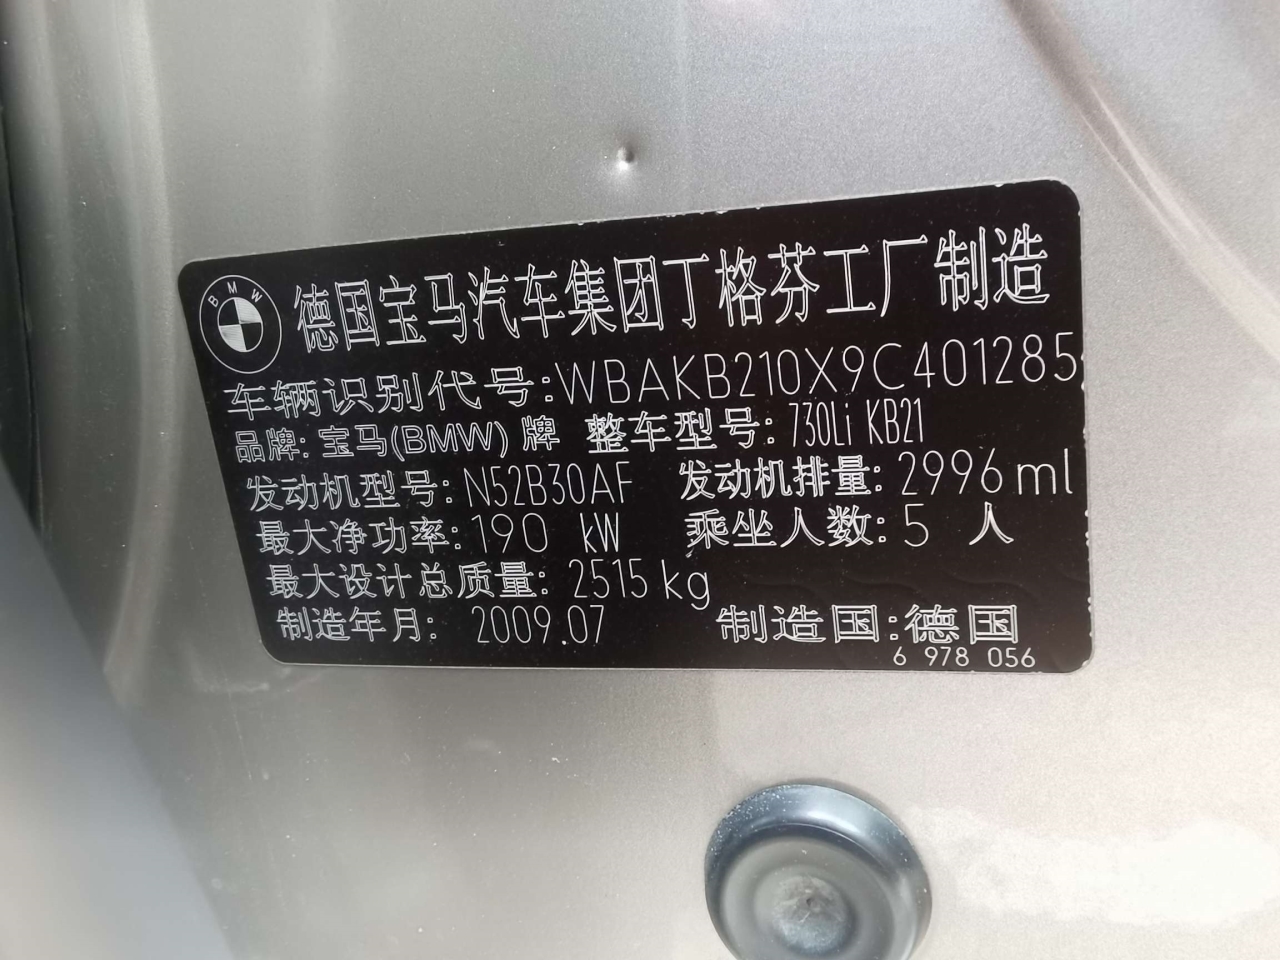 BMW
德国宝马汽车集团丁格芬工厂 制造
车辆识别代号:WBAKB210X9C401285
品牌: 宝马(BMW) 牌 整车型号: 730Li KB21
发动机型号: N52B30AF 发动机排量: 2996 ml
最大净功率: 190 kW 乘坐人数: 5 人
最大设计总质量: 2515 kg
制造年月: 2009.07 制造国: 德国
6 978 056